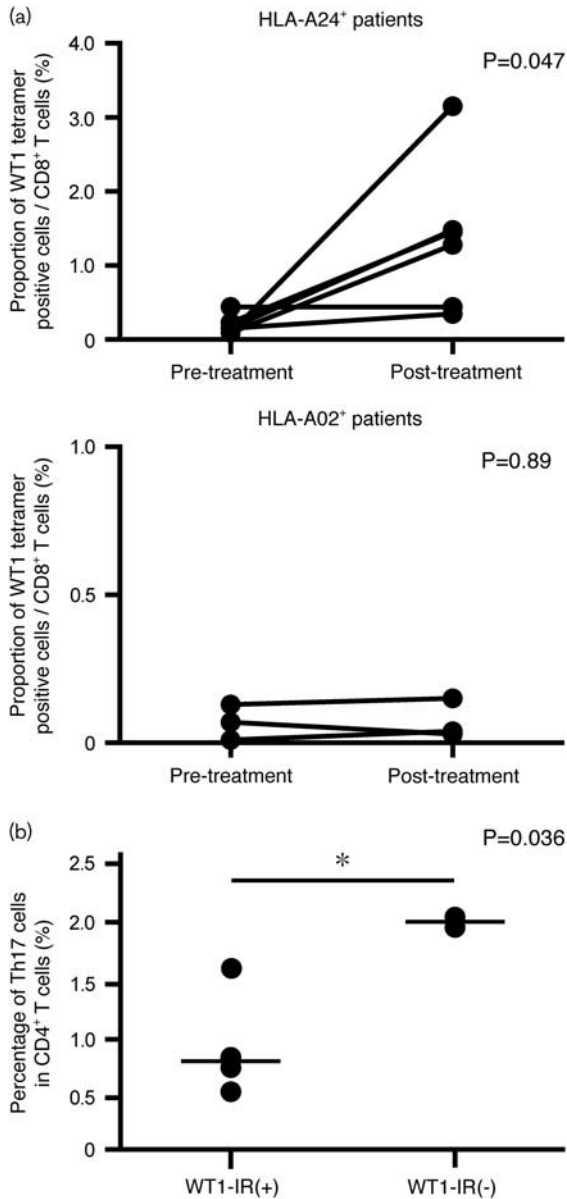 (a)
HLA-A24⁺ patients
P=0.047
Proportion of WT1 tetramer
positive cells / CD8⁺ T cells (%)
4.0
3.0
2.0
1.0
0
Pre-treatment
Post-treatment
HLA-A02⁺ patients
P=0.89
Proportion of WT1 tetramer
positive cells / CD8⁺ T cells (%)
1.0
0.5
0
Pre-treatment
Post-treatment
(b)
P=0.036
*
Percentage of Th17 cells
in CD4⁺ T cells (%)
2.5
2.0
1.5
1.0
0.5
0
WT1-IR(+)
WT1-IR(-)